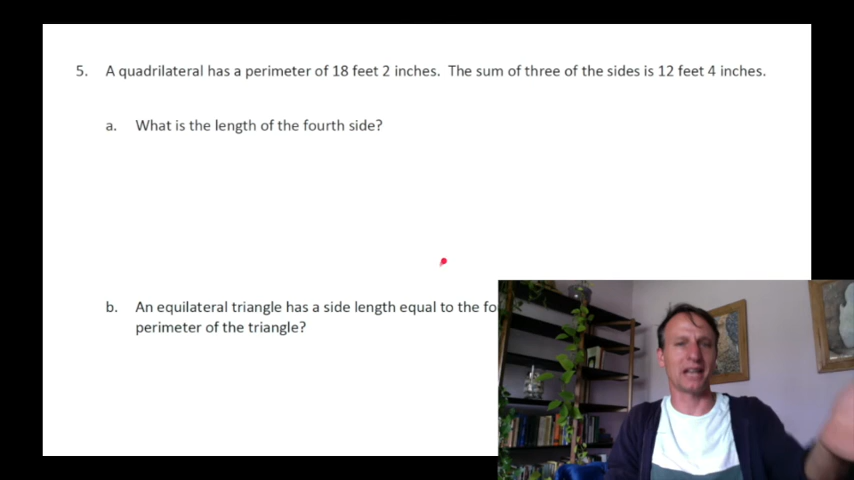 5. A quadrilateral has a perimeter of 18 feet 2 inches. The sum of three of the sides is 12 feet 4 inches.
a. What is the length of the fourth side?
b. An equilateral triangle has a side length equal to the
perimeter of the triangle?